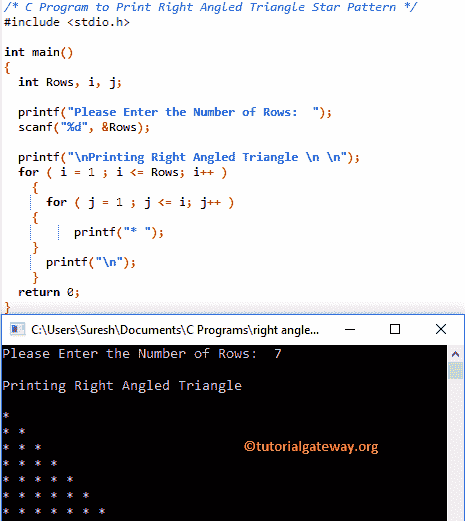 /* C Program to Print Right Angled Triangle Star Pattern */
#include <stdio.h>

int main()
{
  int Rows, i, j;

  printf("Please Enter the Number of Rows:  ");
  scanf("%d", &Rows);

  printf("\nPrinting Right Angled Triangle \n \n");
  for ( i = 1 ; i <= Rows; i++ )
    {
      for ( j = 1 ; j <= i; j++ )
    {
          printf("* ");
    }
      printf("\n");
    }
  return 0;
}
C:\Users\Suresh\Documents\C Programs\right angle...
Please Enter the Number of Rows:  7

Printing Right Angled Triangle

*
* *
* * *
* * * *
©tutorialgateway.org
* * * * *
* * * * * *
* * * * * * *